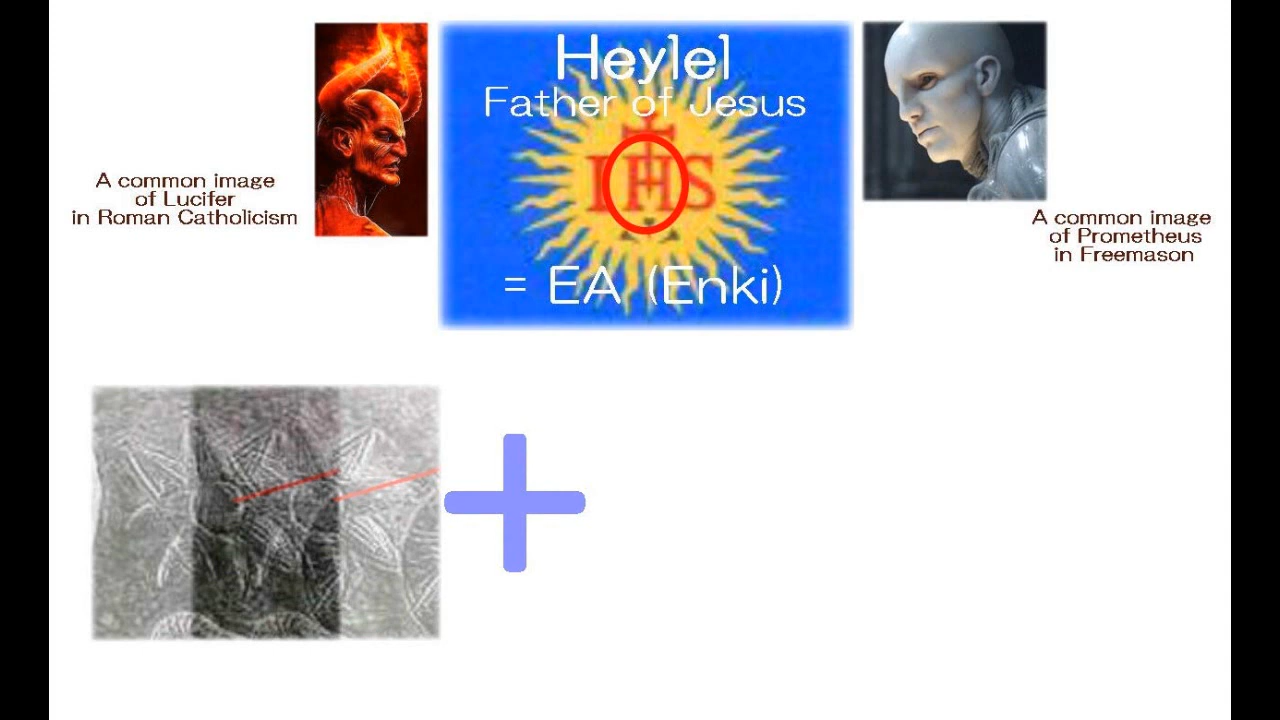 Heylel
Father of Jesus
IHS
= EA (Enki)
A common image
of Lucifer
in Roman Catholicism
A common image
of Prometheus
in Freemason